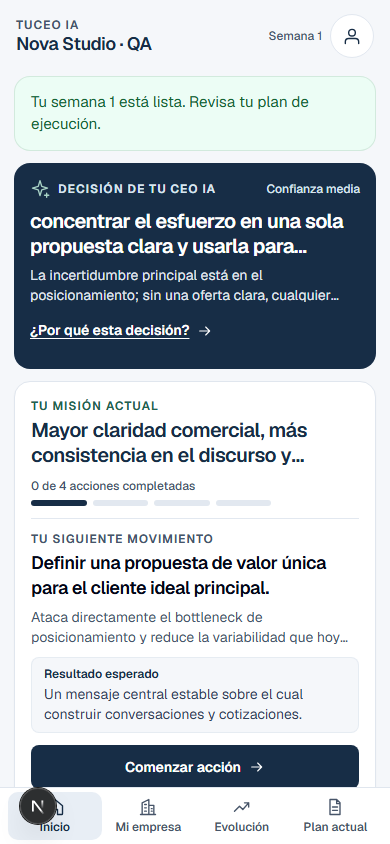 TUCEO IA
Nova Studio · QA
Semana 1
Tu semana 1 está lista. Revisa tu plan de
ejecución.
DECISIÓN DE TU CEO IA
Confianza media
concentrar el esfuerzo en una sola
propuesta clara y usarla para...
La incertidumbre principal está en el
posicionamiento; sin una oferta clara, cualquier...
¿Por qué esta decisión? →
TU MISIÓN ACTUAL
Mayor claridad comercial, más
consistencia en el discurso y...
0 de 4 acciones completadas
TU SIGUIENTE MOVIMIENTO
Definir una propuesta de valor única
para el cliente ideal principal.
Ataca directamente el bottleneck de
posicionamiento y reduce la variabilidad que hoy...
Resultado esperado
Un mensaje central estable sobre el cual
construir conversaciones y cotizaciones.
Comenzar acción →
N
Inicio
Mi empresa
Evolución
Plan actual